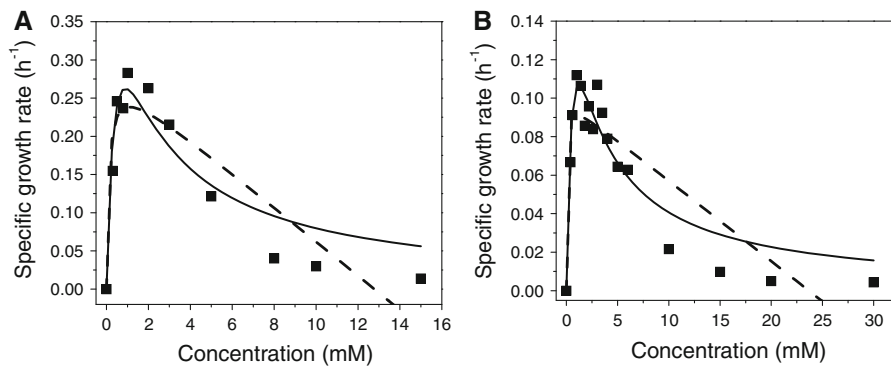 A
Specific growth rate (h⁻¹)
0.35
0.30
0.25
0.20
0.15
0.10
0.05
0.00
0 2 4 6 8 10 12 14 16
Concentration (mM)
B
Specific growth rate (h⁻¹)
0.14
0.12
0.10
0.08
0.06
0.04
0.02
0.00
0 5 10 15 20 25 30
Concentration (mM)